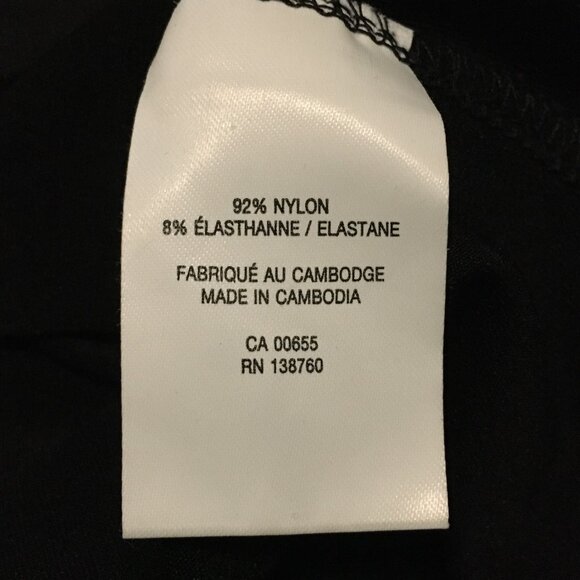 92% NYLON
8% ÉLASTHANNE / ELASTANE
FABRIQUÉ AU CAMBODGE
MADE IN CAMBODIA
CA 00655
RN 138760